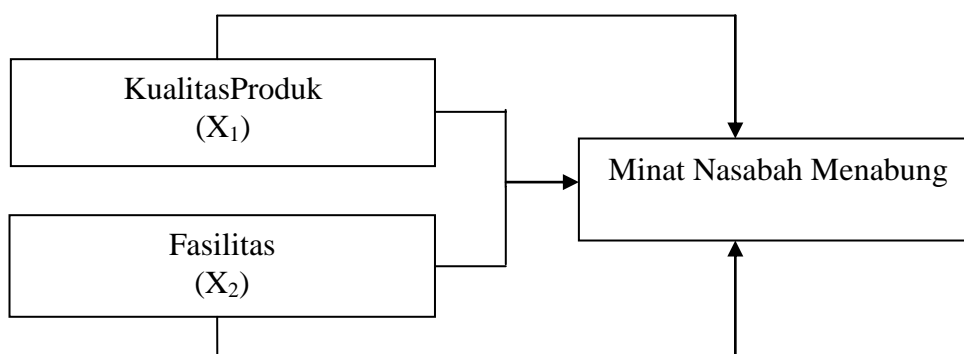 KualitasProduk
(X₁)
Minat Nasabah Menabung
Fasilitas
(X₂)